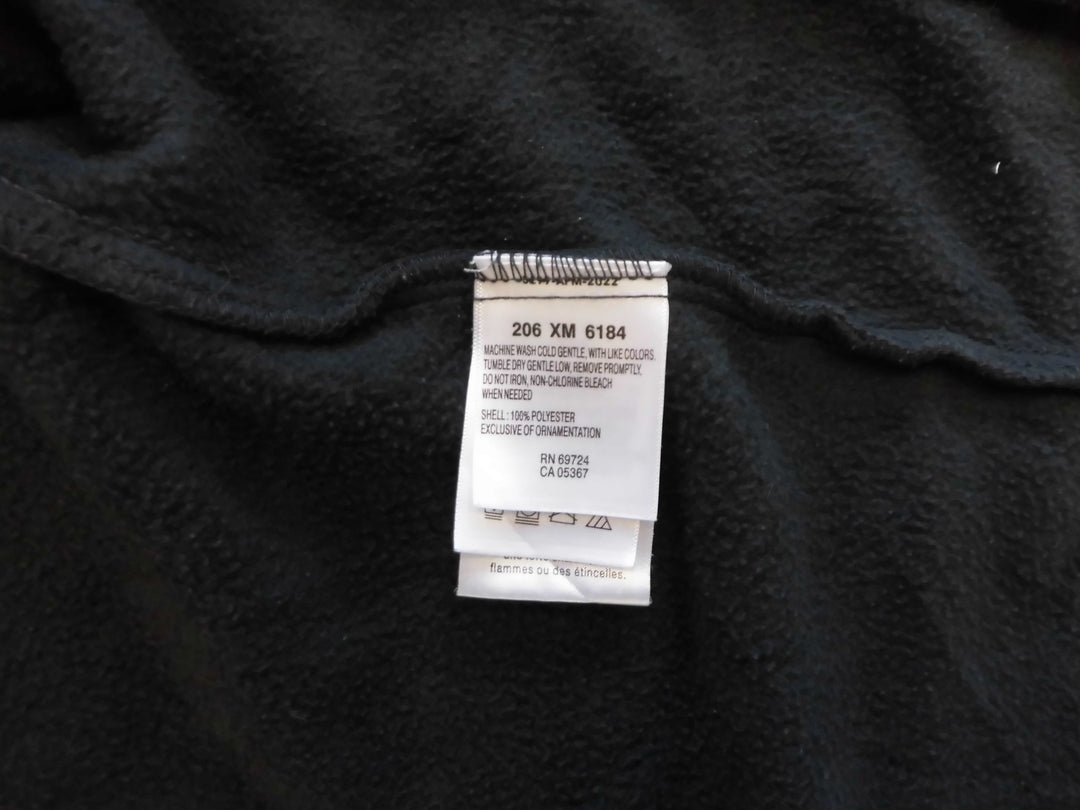 206 XM 6184
MACHINE WASH COLD GENTLE, WITH LIKE COLORS.
TUMBLE DRY GENTLE LOW, REMOVE PROMPTLY,
DO NOT IRON, NON-CHLORINE BLEACH
WHEN NEEDED
SHELL : 100% POLYESTER
EXCLUSIVE OF ORNAMENTATION
RN 69724
CA 05367
flammes ou des étincelles.